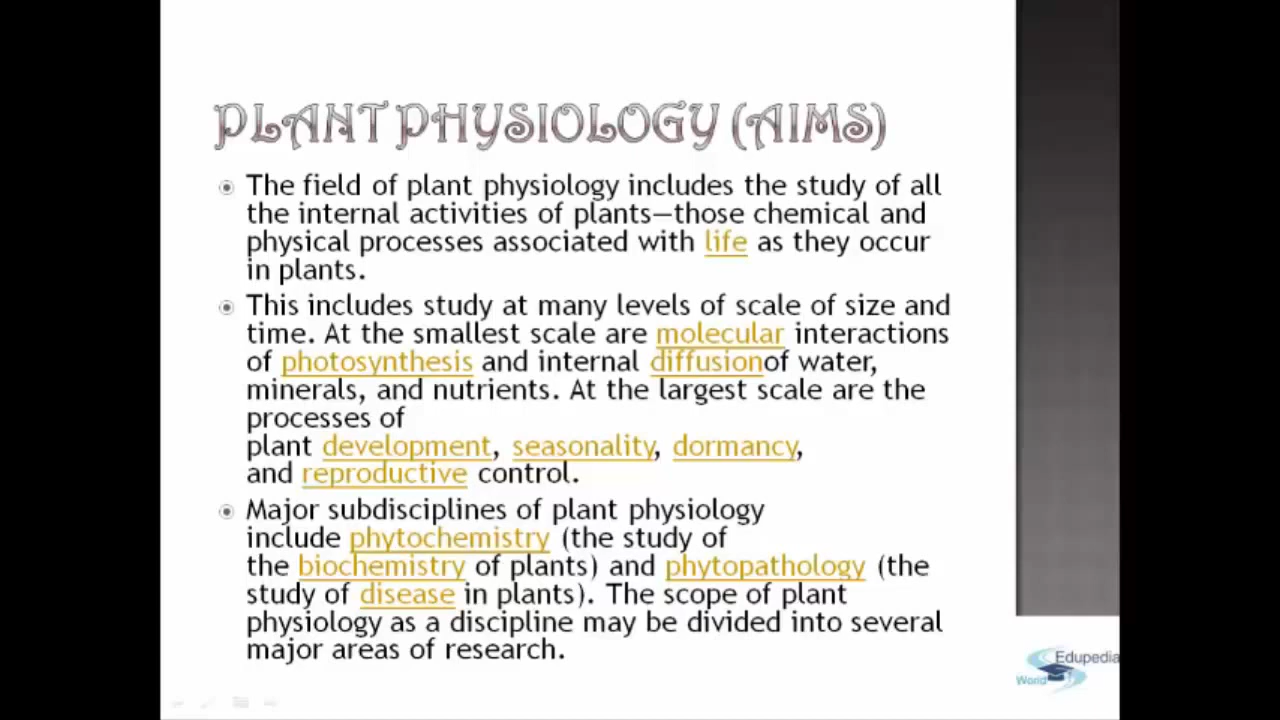 PLANT PHYSIOLOGY (AIMS)
The field of plant physiology includes the study of all
the internal activities of plants—those chemical and
physical processes associated with life as they occur
in plants.
This includes study at many levels of scale of size and
time. At the smallest scale are molecular interactions
of photosynthesis and internal diffusionof water,
minerals, and nutrients. At the largest scale are the
processes of
plant development, seasonality, dormancy,
and reproductive control.
Major subdisciplines of plant physiology
include phytochemistry (the study of
the biochemistry of plants) and phytopathology (the
study of disease in plants). The scope of plant
physiology as a discipline may be divided into several
major areas of research.
Edupedia
World